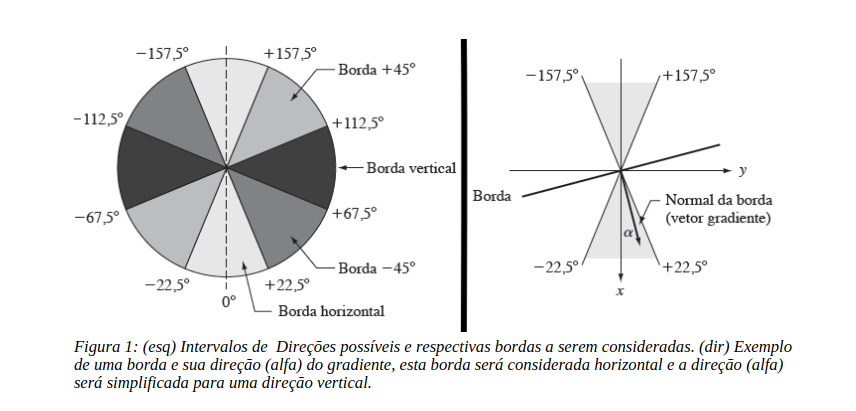 −157,5°
+157,5°
Borda +45°
−112,5°
+112,5°
Borda vertical
−67,5°
+67,5°
Borda −45°
−22,5°
+22,5°
0°
Borda horizontal
−157,5°
+157,5°
y
Borda
Normal da borda
(vetor gradiente)
α
−22,5°
+22,5°
x
Figura 1: (esq) Intervalos de Direções possíveis e respectivas bordas a serem consideradas. (dir) Exemplo
de uma borda e sua direção (alfa) do gradiente, esta borda será considerada horizontal e a direção (alfa)
será simplificada para uma direção vertical.